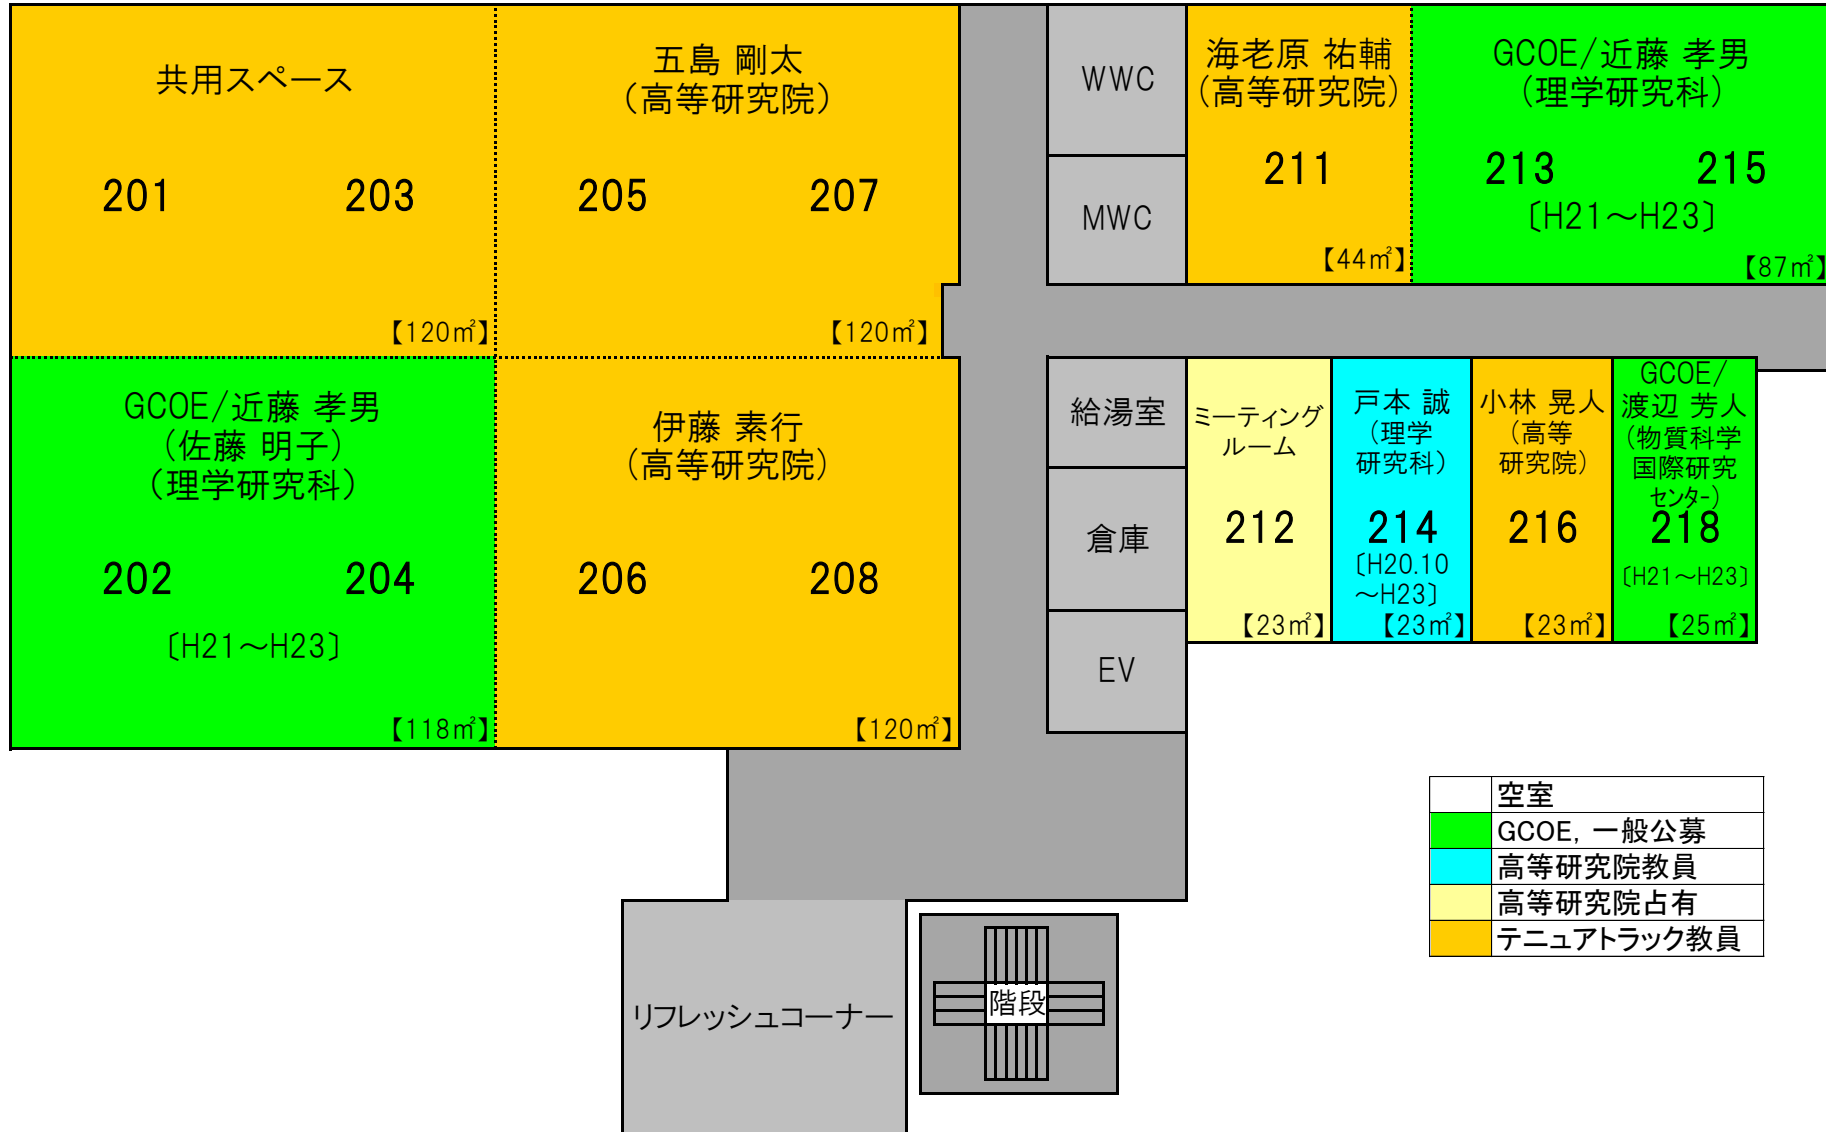 共用スペース
201 203
【120㎡】
五島 剛太
（高等研究院）
205 207
【120㎡】
WWC
MWC
海老原 祐輔
（高等研究院）
211
【44㎡】
GCOE/近藤 孝男
（理学研究科）
213 215
〔H21～H23〕
【87㎡】
GCOE/近藤 孝男
（佐藤 明子）
（理学研究科）
202 204
〔H21～H23〕
【118㎡】
伊藤 素行
（高等研究院）
206 208
【120㎡】
給湯室
倉庫
EV
ミーティング
ルーム
212
【23㎡】
戸本 誠
（理学
研究科）
214
〔H20.10
～H23〕
【23㎡】
小林 晃人
（高等
研究院）
216
【23㎡】
GCOE/
渡辺 芳人
（物質科学
国際研究
ｾﾝﾀｰ）
218
〔H21～H23〕
【25㎡】
空室
GCOE，一般公募
高等研究院教員
高等研究院占有
テニュアトラック教員
リフレッシュコーナー
階段